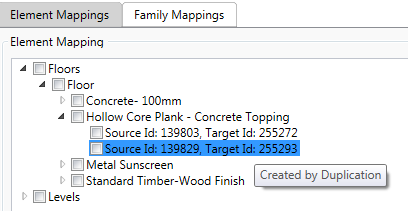 Element Mappings Family Mappings
Element Mapping
Floors
Floor
Concrete- 100mm
Hollow Core Plank - Concrete Topping
Source Id: 139803, Target Id: 255272
Source Id: 139829, Target Id: 255293
Metal Sunscreen
Created by Duplication
Standard Timber-Wood Finish
Levels